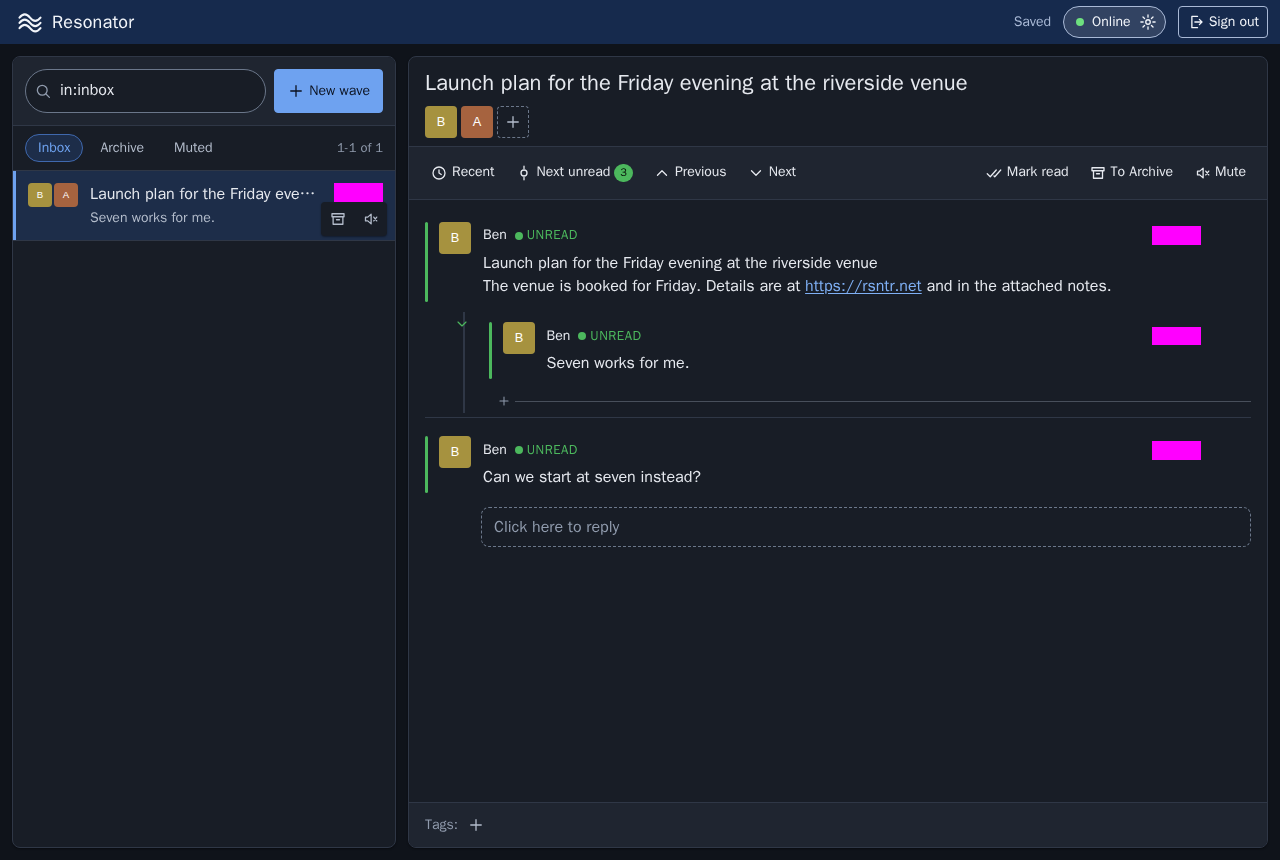 Resonator
Saved
Online
Sign out
in:inbox
New wave
Inbox
Archive
Muted
1-1 of 1
B
A
Launch plan for the Friday eve…
Seven works for me.
Launch plan for the Friday evening at the riverside venue
B
A
Recent
Next unread 3
Previous
Next
Mark read
To Archive
Mute
B
Ben
UNREAD
Launch plan for the Friday evening at the riverside venue
The venue is booked for Friday. Details are at https://rsntr.net and in the attached notes.
B
Ben
UNREAD
Seven works for me.
B
Ben
UNREAD
Can we start at seven instead?
Click here to reply
Tags: